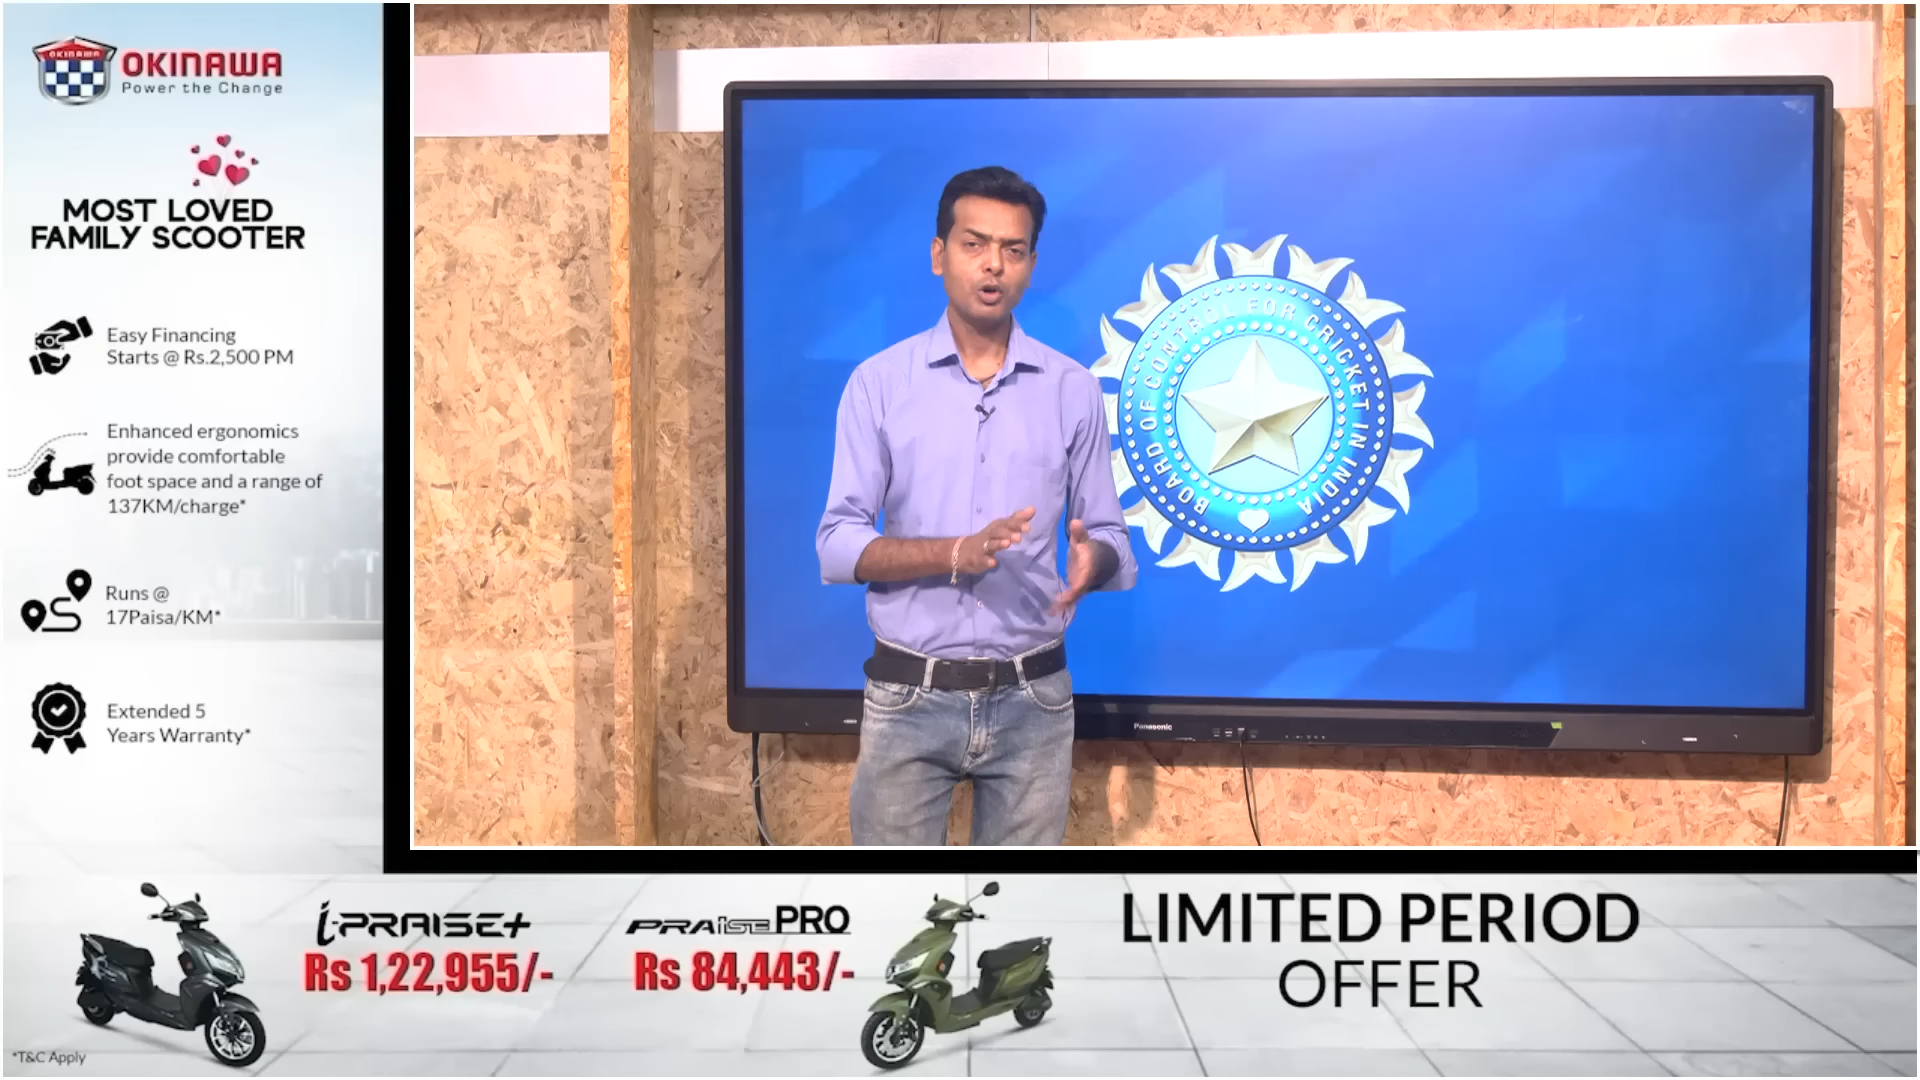 OKINAWA
OKINAWA
Power the Change
MOST LOVED
FAMILY SCOOTER
Easy Financing
Starts @ Rs.2,500 PM
Enhanced ergonomics
provide comfortable
foot space and a range of
137KM/charge*
Runs @
17Paisa/KM*
Extended 5
Years Warranty*
BOARD OF CONTROL FOR CRICKET IN INDIA
Panasonic
i-PRAISE+
Rs 1,22,955/-
PRAISE PRO
Rs 84,443/-
LIMITED PERIOD
OFFER
*T&C Apply